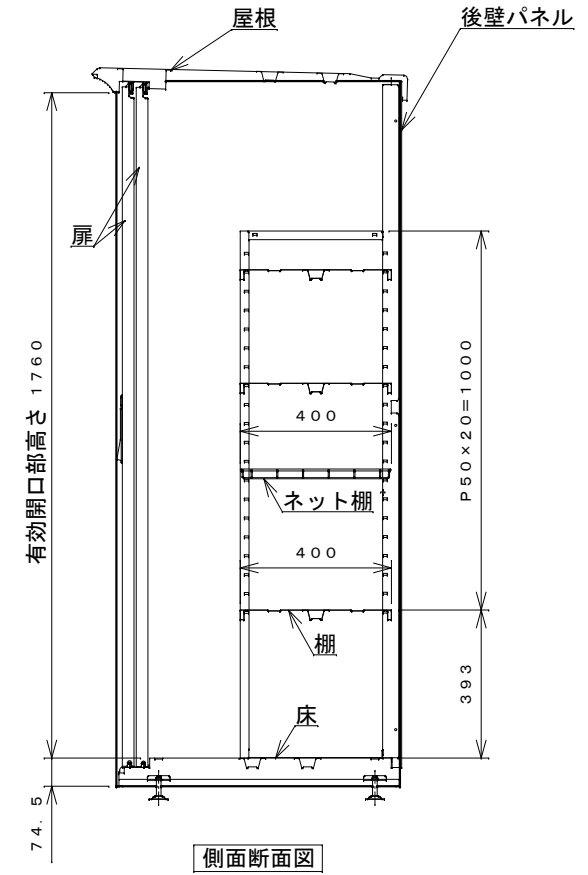 屋根
後壁パネル
扉
有効開口部高さ 1760
P50×20=1000
400
ネット棚
400
棚
393
床
74.5
側面断面図